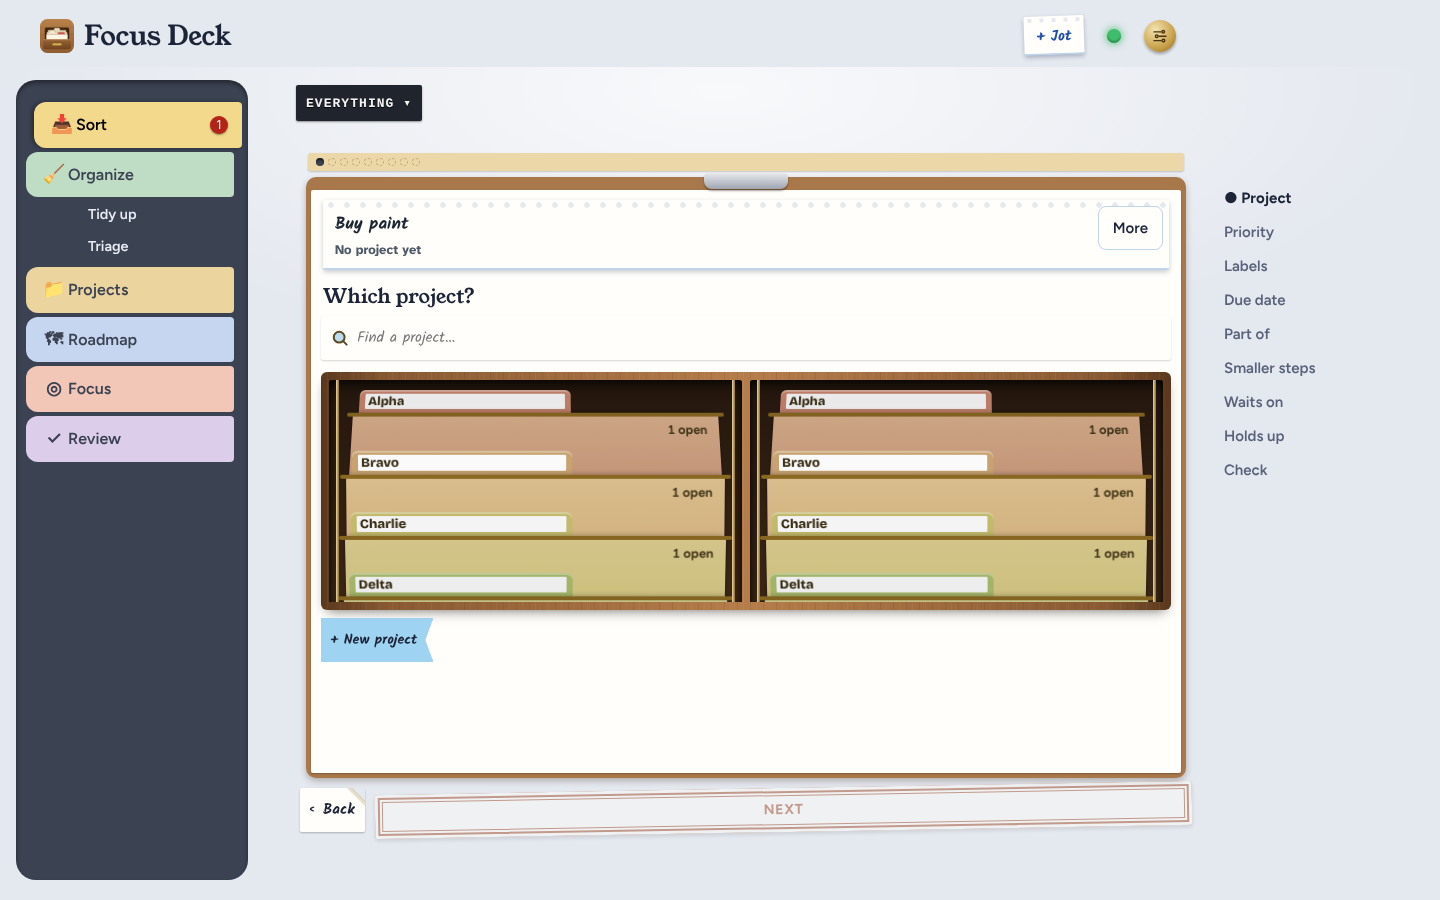 Focus Deck
+ Jot
Sort
1
Organize
Tidy up
Triage
Projects
Roadmap
Focus
Review
EVERYTHING ▾
Buy paint
No project yet
More
Which project?
Find a project...
Alpha
1 open
Bravo
1 open
Charlie
1 open
Delta
Alpha
1 open
Bravo
1 open
Charlie
1 open
Delta
+ New project
‹ Back
NEXT
Project
Priority
Labels
Due date
Part of
Smaller steps
Waits on
Holds up
Check